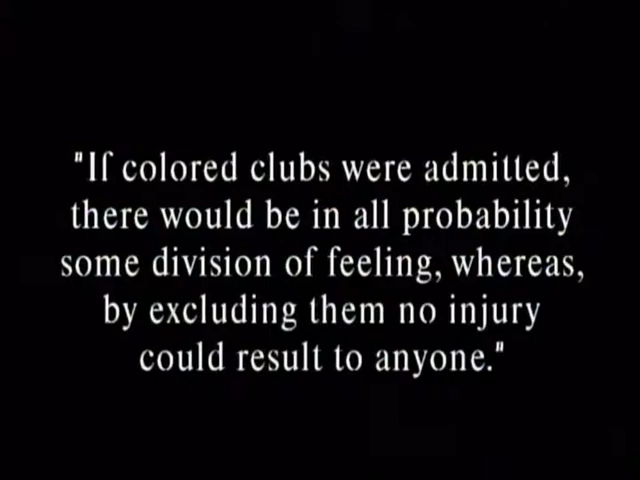 "If colored clubs were admitted,
there would be in all probability
some division of feeling, whereas,
by excluding them no injury
could result to anyone."